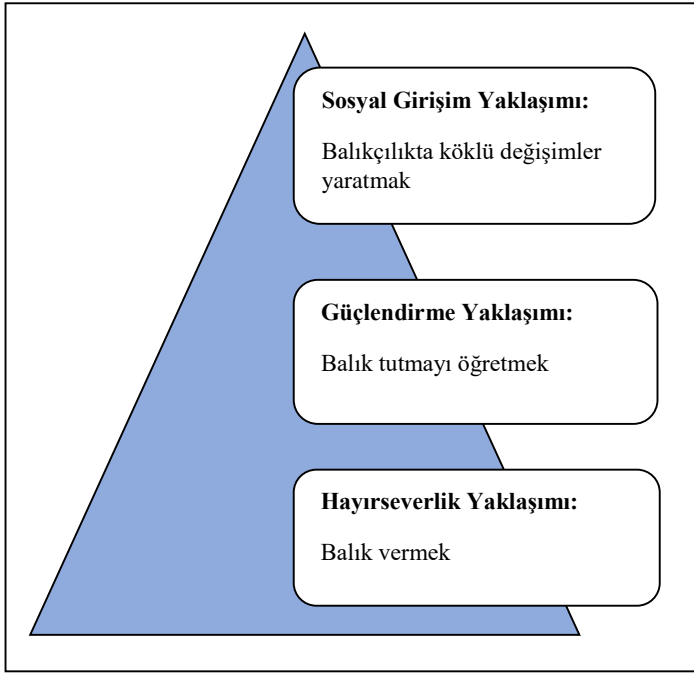 Sosyal Girişim Yaklaşımı:
Balıkçılıkta köklü değişimler
yaratmak
Güçlendirme Yaklaşımı:
Balık tutmayı öğretmek
Hayırseverlik Yaklaşımı:
Balık vermek